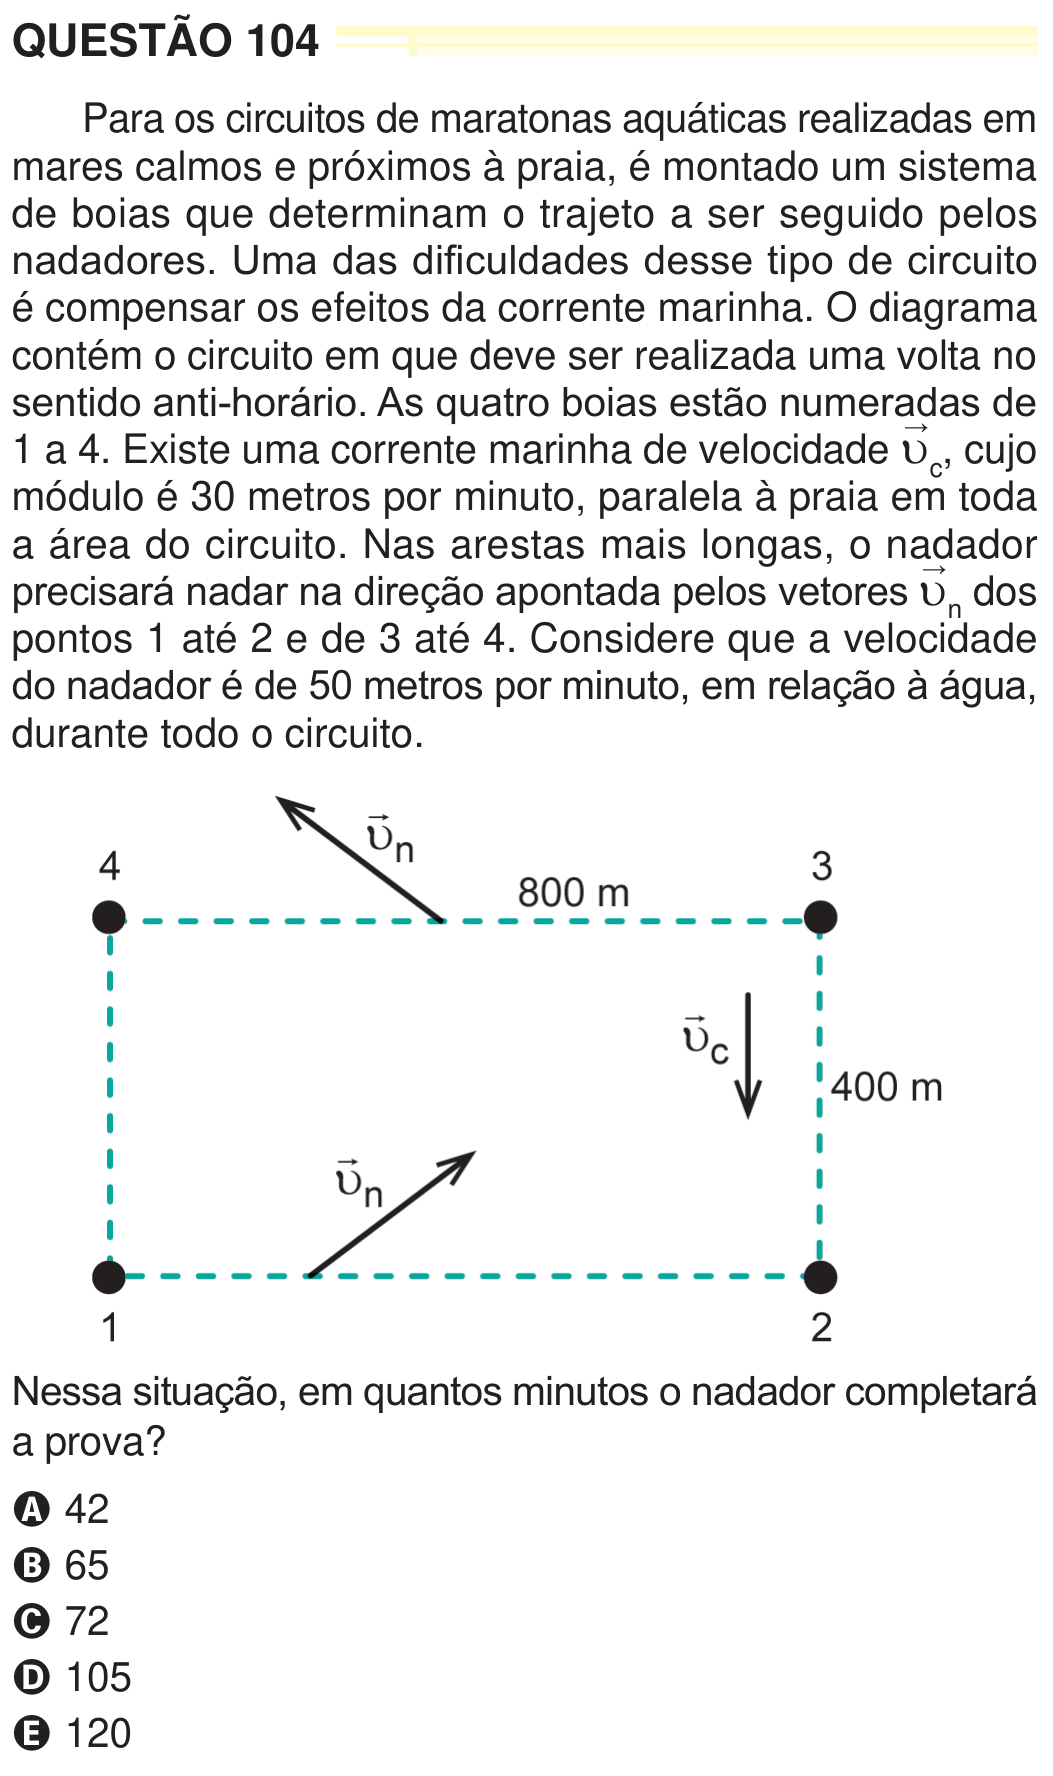 QUESTÃO 104
Para os circuitos de maratonas aquáticas realizadas em
mares calmos e próximos à praia, é montado um sistema
de boias que determinam o trajeto a ser seguido pelos
nadadores. Uma das dificuldades desse tipo de circuito
é compensar os efeitos da corrente marinha. O diagrama
contém o circuito em que deve ser realizada uma volta no
sentido anti-horário. As quatro boias estão numeradas de
1 a 4. Existe uma corrente marinha de velocidade υ⃗c, cujo
módulo é 30 metros por minuto, paralela à praia em toda
a área do circuito. Nas arestas mais longas, o nadador
precisará nadar na direção apontada pelos vetores υ⃗n dos
pontos 1 até 2 e de 3 até 4. Considere que a velocidade
do nadador é de 50 metros por minuto, em relação à água,
durante todo o circuito.
υ⃗n
4
3
800 m
υ⃗c
400 m
υ⃗n
1
2
Nessa situação, em quantos minutos o nadador completará
a prova?
A 42
B 65
C 72
D 105
E 120